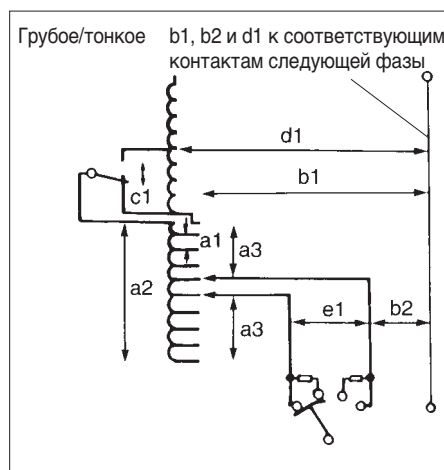 Грубое/тонкое
b1, b2 и d1 к соответствующим
контактам следующей фазы
d1
b1
c1
a1
a3
a2
e1
b2
a3